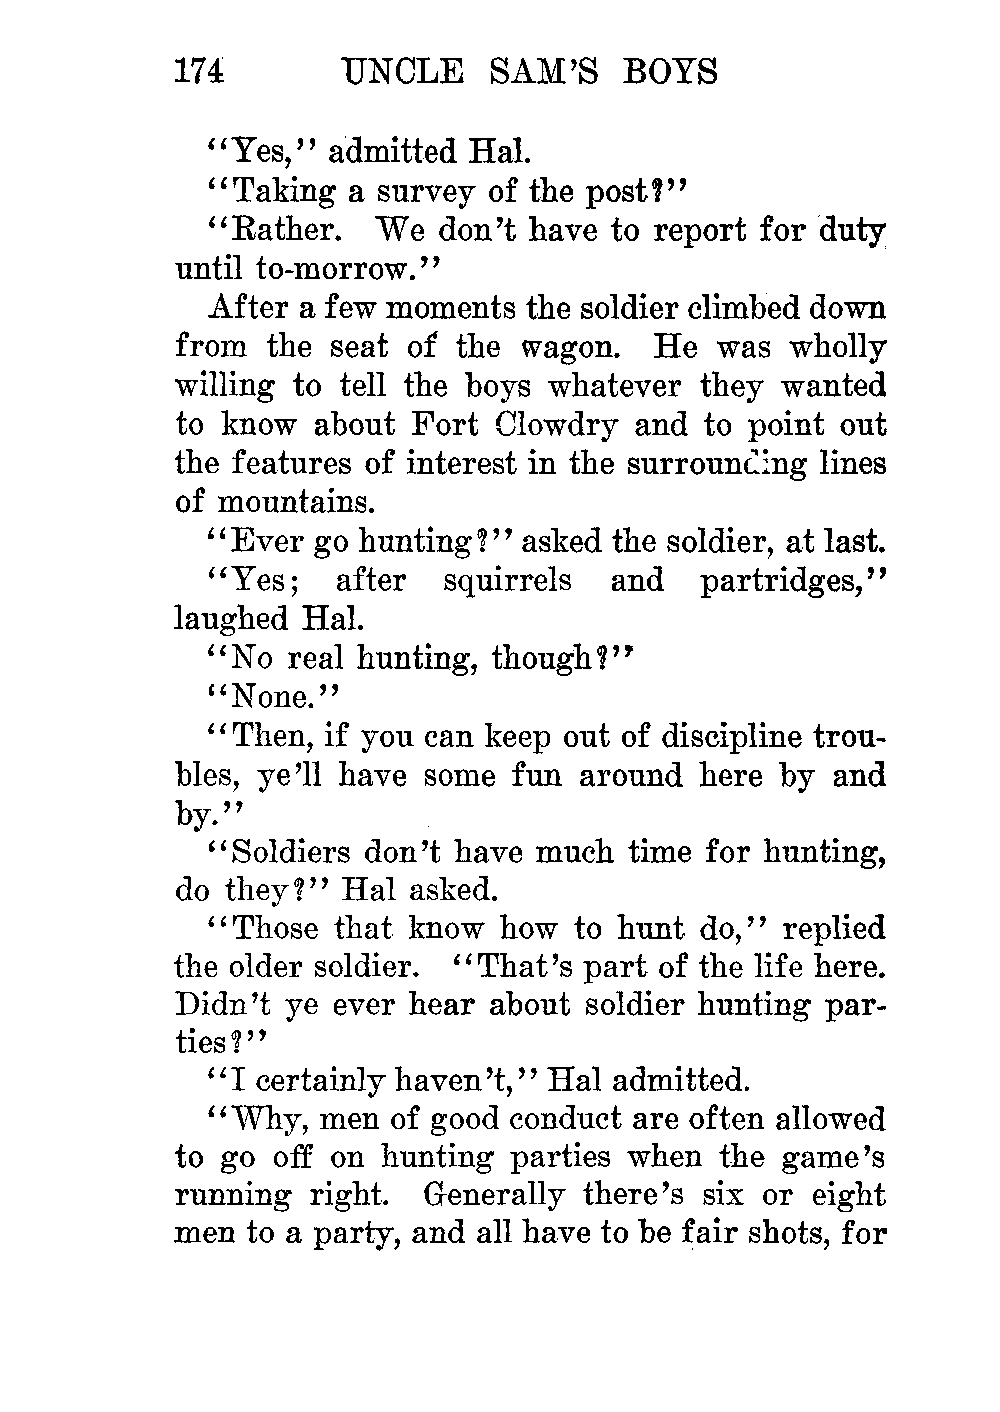 174 UNCLE SAM'S BOYS
"Yes," admitted Hal.
"Taking a survey of the post?"
"Rather. We don't have to report for duty
until to-morrow."
After a few moments the soldier climbed down
from the seat of the wagon. He was wholly
willing to tell the boys whatever they wanted
to know about Fort Clowdry and to point out
the features of interest in the surrounding lines
of mountains.
"Ever go hunting?" asked the soldier, at last.
"Yes; after squirrels and partridges,"
laughed Hal.
"No real hunting, though?"
"None."
"Then, if you can keep out of discipline trou-
bles, ye'll have some fun around here by and
by."
"Soldiers don't have much time for hunting,
do they?" Hal asked.
"Those that know how to hunt do," replied
the older soldier. "That's part of the life here.
Didn't ye ever hear about soldier hunting par-
ties?"
"I certainly haven't," Hal admitted.
"Why, men of good conduct are often allowed
to go off on hunting parties when the game's
running right. Generally there's six or eight
men to a party, and all have to be fair shots, for